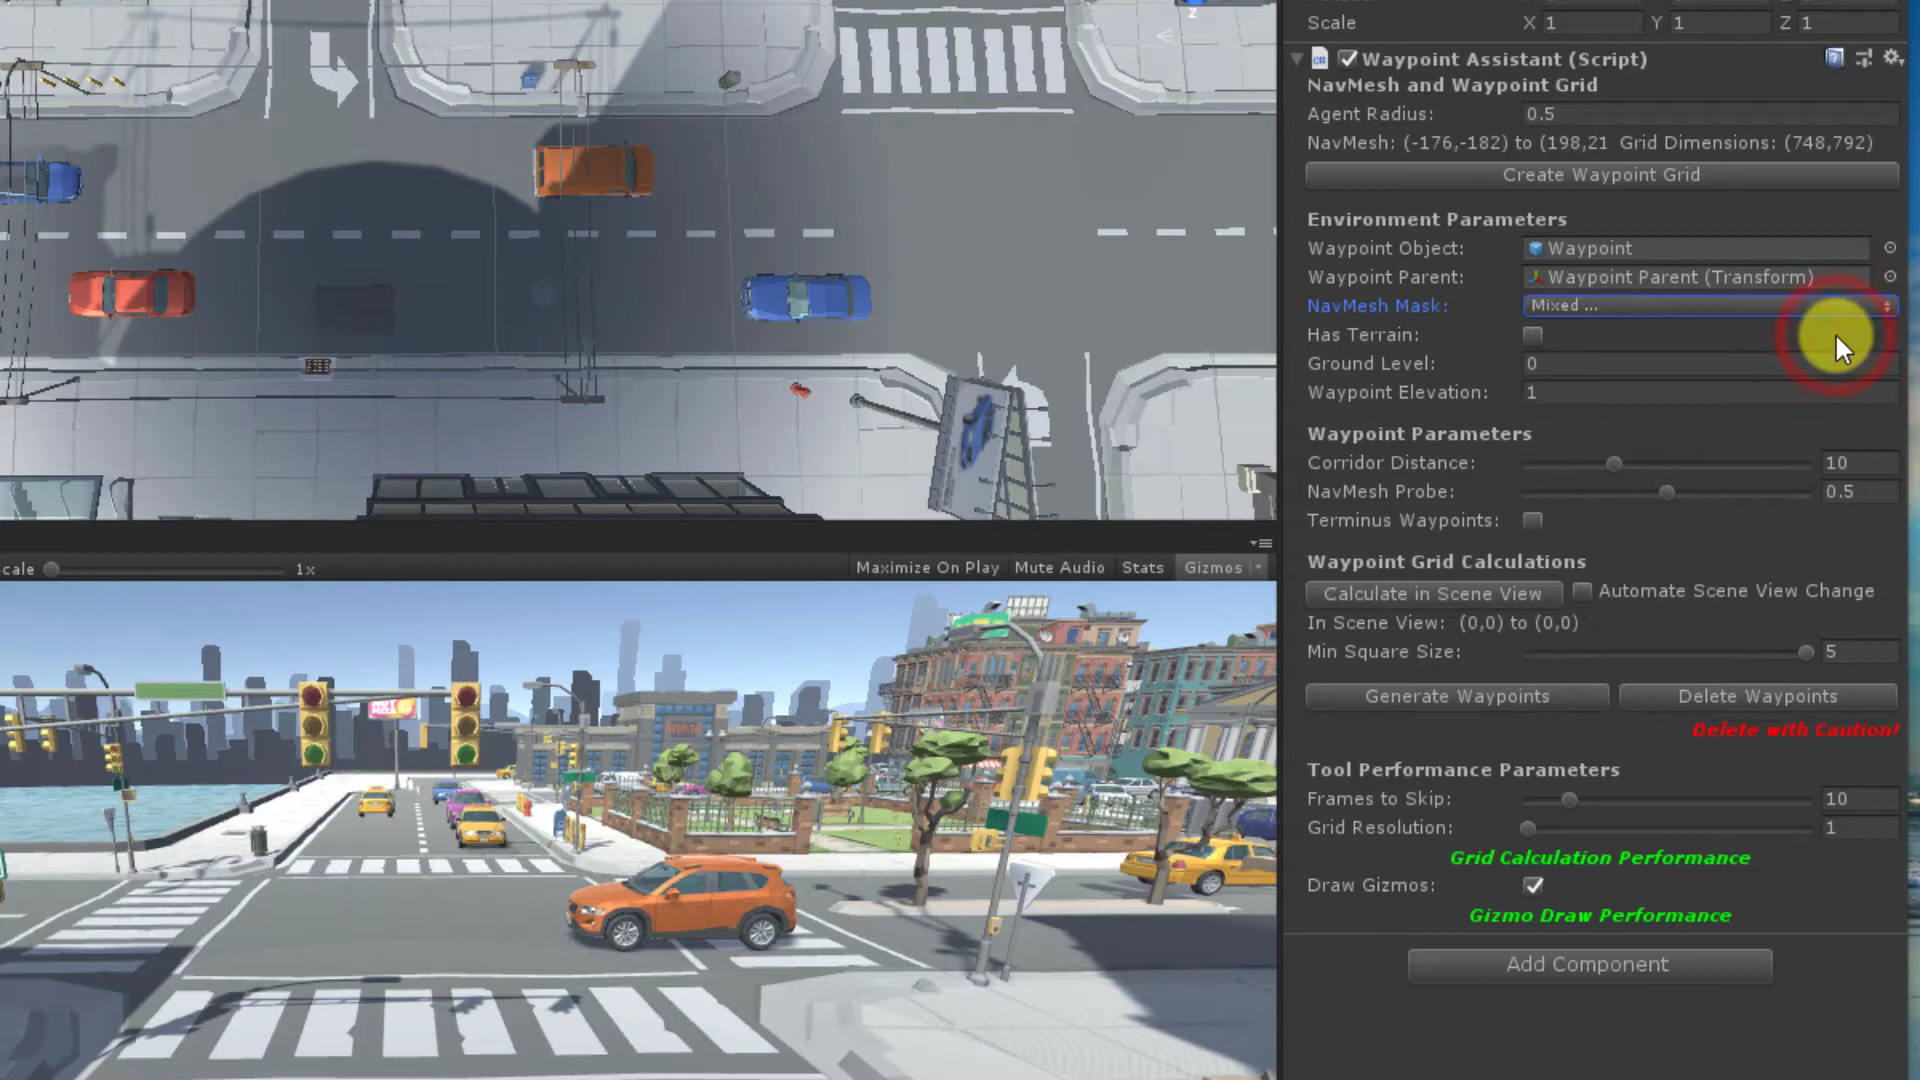 Z
Scale X 1 Y 1 Z 1
Waypoint Assistant (Script)
NavMesh and Waypoint Grid
Agent Radius: 0.5
NavMesh: (-176,-182) to (198,21 Grid Dimensions: (748,792)
Create Waypoint Grid
Environment Parameters
Waypoint Object: Waypoint
Waypoint Parent: Waypoint Parent (Transform)
NavMesh Mask: Mixed ...
Has Terrain:
Ground Level: 0
Waypoint Elevation: 1
Waypoint Parameters
Corridor Distance: 10
NavMesh Probe: 0.5
Terminus Waypoints:
Waypoint Grid Calculations
Calculate in Scene View Automate Scene View Change
In Scene View: (0,0) to (0,0)
Min Square Size: 5
Generate Waypoints Delete Waypoints
Delete with Caution!
Tool Performance Parameters
Frames to Skip: 10
Grid Resolution: 1
Grid Calculation Performance
Draw Gizmos:
Gizmo Draw Performance
Add Component
cale 1x Maximize On Play Mute Audio Stats Gizmos